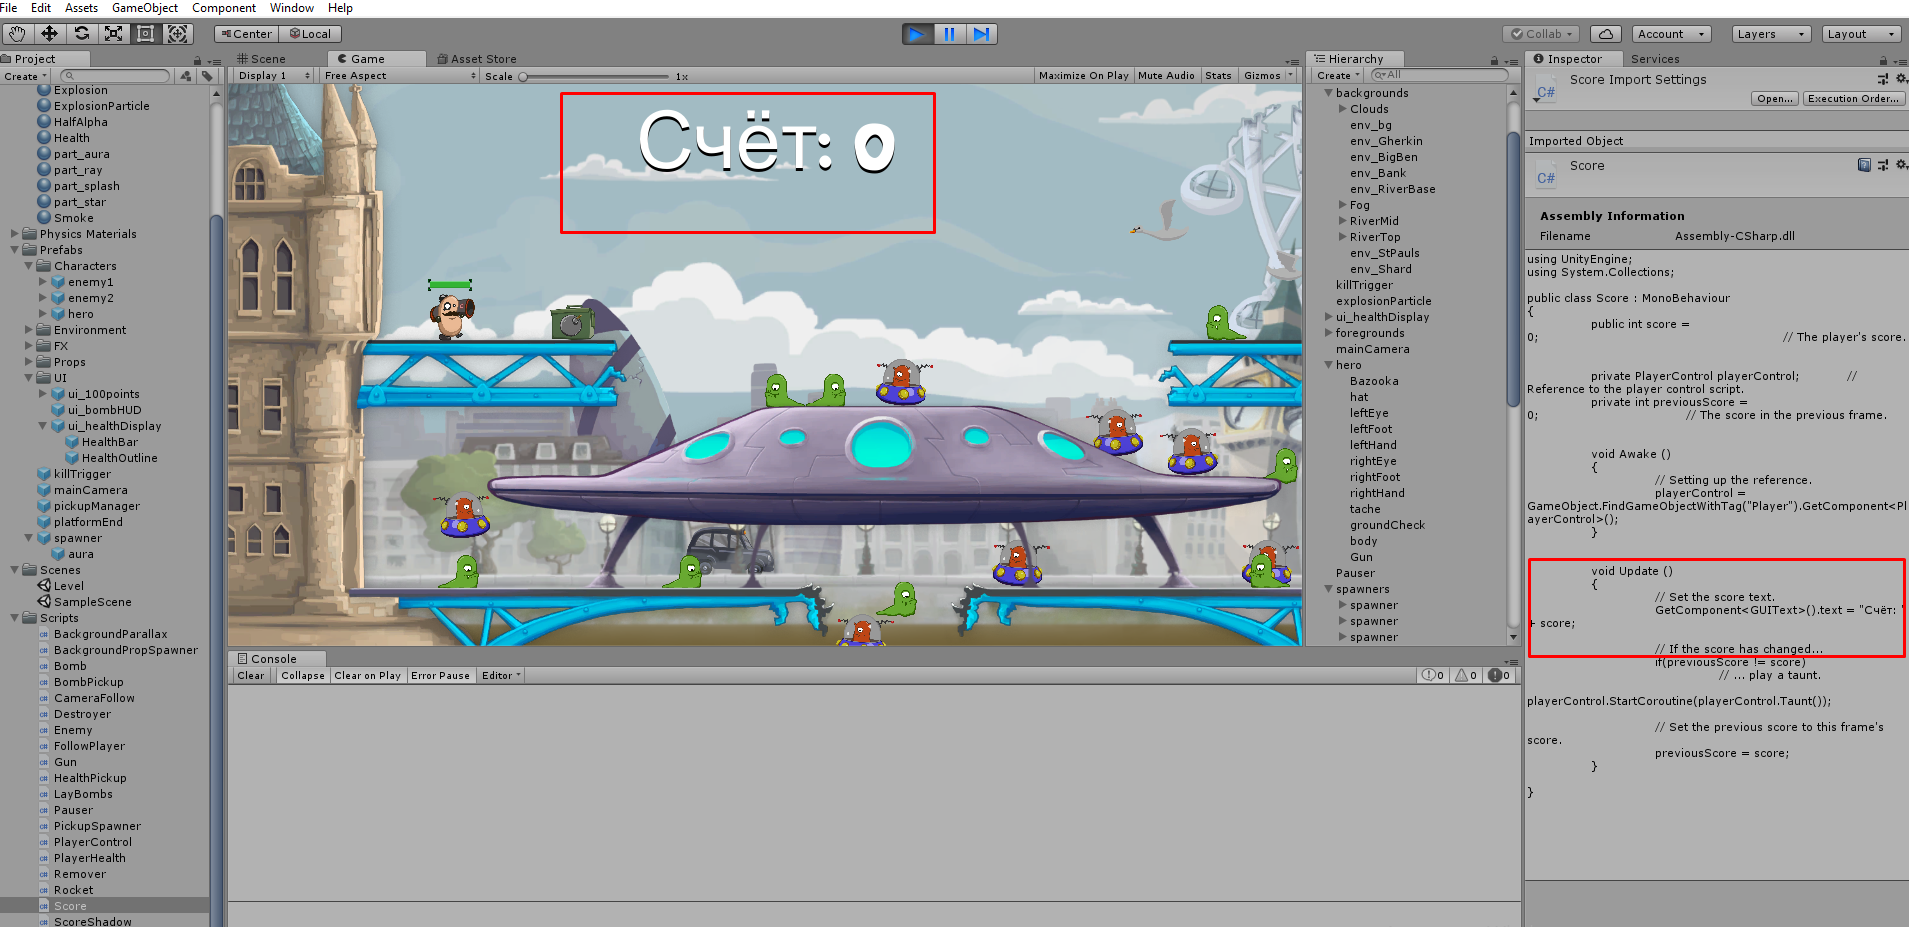 File Edit Assets GameObject Component Window Help
Center Local
Collab Account Layers Layout
Project
Create
Explosion
ExplosionParticle
HalfAlpha
Health
part_aura
part_ray
part_splash
part_star
Smoke
Physics Materials
Prefabs
Characters
enemy1
enemy2
hero
Environment
FX
Props
UI
ui_100points
ui_bombHUD
ui_healthDisplay
HealthBar
HealthOutline
killTrigger
mainCamera
pickupManager
platformEnd
spawner
aura
Scenes
Level
SampleScene
Scripts
BackgroundParallax
BackgroundPropSpawner
Bomb
BombPickup
CameraFollow
Destroyer
Enemy
FollowPlayer
Gun
HealthPickup
LayBombs
Pauser
PickupSpawner
PlayerControl
PlayerHealth
Remover
Rocket
Score
ScoreShadow
Scene Game Asset Store
Display 1 Free Aspect Scale 1x Maximize On Play Mute Audio Stats Gizmos
Счёт: 0
Console
Clear Collapse Clear on Play Error Pause Editor 0 0 0
Hierarchy
Create All
backgrounds
Clouds
env_bg
env_Gherkin
env_BigBen
env_Bank
env_RiverBase
Fog
RiverMid
RiverTop
env_StPauls
env_Shard
killTrigger
explosionParticle
ui_healthDisplay
foregrounds
mainCamera
hero
Bazooka
hat
leftEye
leftFoot
leftHand
rightEye
rightFoot
rightHand
tache
groundCheck
body
Gun
Pauser
spawners
spawner
spawner
spawner
Inspector Services
Score Import Settings
C#
Open... Execution Order...
Imported Object
Score
C#
Assembly Information
Filename Assembly-CSharp.dll
using UnityEngine;
using System.Collections;
public class Score : MonoBehaviour
{
public int score =
0; // The player's score.
private PlayerControl playerControl; //
Reference to the player control script.
private int previousScore =
0; // The score in the previous frame.
void Awake ()
{
// Setting up the reference.
playerControl =
GameObject.FindGameObjectWithTag("Player").GetComponent<Pl
ayerControl>();
}
void Update ()
{
// Set the score text.
GetComponent<GUIText>().text = "Счёт: "
+ score;
// If the score has changed...
if(previousScore != score)
// ... play a taunt.
playerControl.StartCoroutine(playerControl.Taunt());
// Set the previous score to this frame's
score.
previousScore = score;
}
}